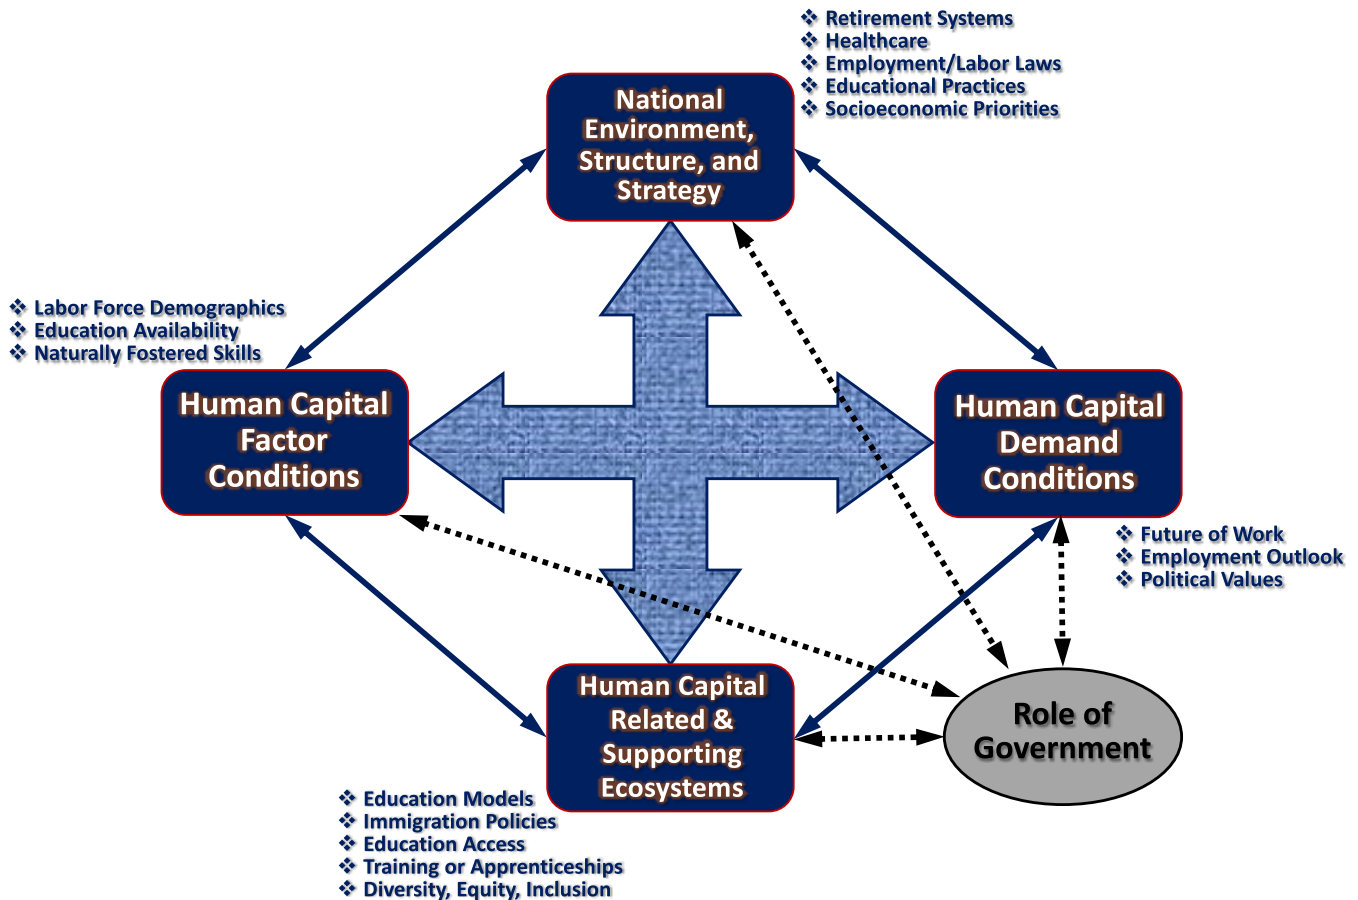 ❖ Retirement Systems
❖ Healthcare
❖ Employment/Labor Laws
❖ Educational Practices
❖ Socioeconomic Priorities
National
Environment,
Structure, and
Strategy
❖ Labor Force Demographics
❖ Education Availability
❖ Naturally Fostered Skills
Human Capital
Factor
Conditions
Human Capital
Demand
Conditions
❖ Future of Work
❖ Employment Outlook
❖ Political Values
Human Capital
Related &
Supporting
Ecosystems
Role of
Government
❖ Education Models
❖ Immigration Policies
❖ Education Access
❖ Training or Apprenticeships
❖ Diversity, Equity, Inclusion